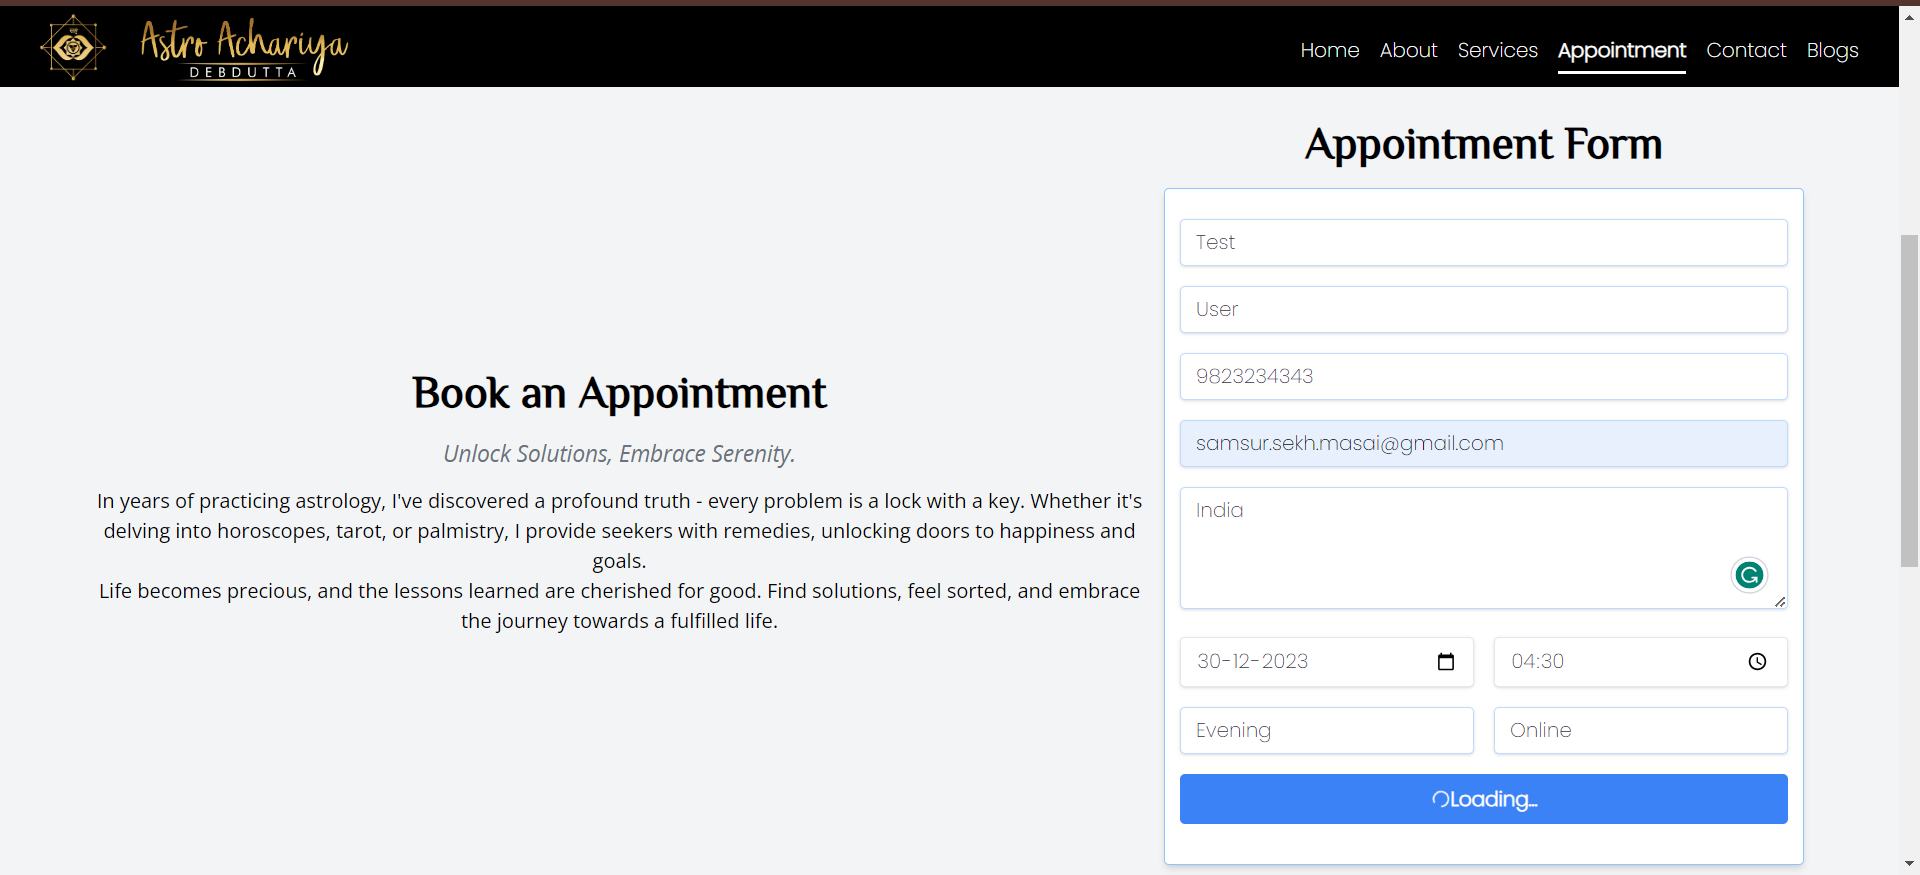 Astro Achariya
DEBDUTTA
Home About Services Appointment Contact Blogs
Book an Appointment
Unlock Solutions, Embrace Serenity.
In years of practicing astrology, I've discovered a profound truth - every problem is a lock with a key. Whether it's
delving into horoscopes, tarot, or palmistry, I provide seekers with remedies, unlocking doors to happiness and
goals.
Life becomes precious, and the lessons learned are cherished for good. Find solutions, feel sorted, and embrace
the journey towards a fulfilled life.
Appointment Form
Test
User
9823234343
samsur.sekh.masai@gmail.com
India
30-12-2023
04:30
Evening
Online
Loading...